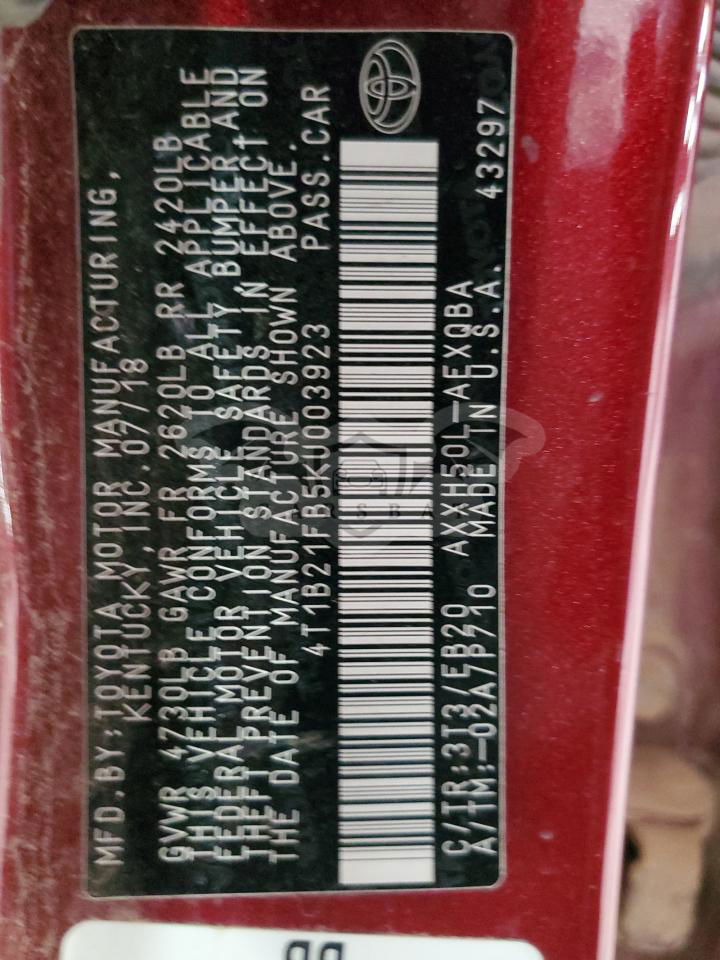 MFD.BY:TOYOTA MOTOR MANUFACTURING,
KENTUCKY, INC. 07/18
GVWR 4730LB GAWR FR 2620LB RR 2420LB
THIS VEHICLE CONFORMS TO ALL APPLICABLE
FEDERAL MOTOR VEHICLE SAFETY, BUMPER, AND
THEFT PREVENTION STANDARDS IN EFFECT ON
THE DATE OF MANUFACTURE SHOWN ABOVE.
4T1B21FB5KU003923 PASS.CAR
C/TR:3T3/EB20 AXXH50L-AEXQBA
A/TM:-02A/P710 MADE IN U.S.A. 43297